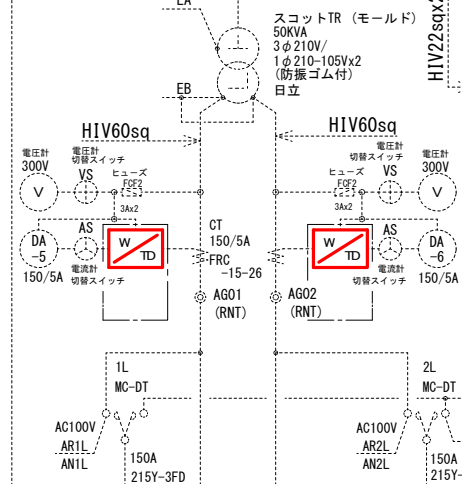 EA
スコットTR (モールド)
50KVA
3φ210V/
1φ210-105Vx2
(防振ゴム付)
日立
HIV22sqx2
EB
HIV60sq
HIV60sq
電圧計
300V
電圧計
切替スイッチ
VS
ヒューズ
FCF2
3Ax2
V
DA
-5
150/5A
AS
電流計
切替スイッチ
W
TD
CT
150/5A
FRC
-15-26
AG01
(RNT)
ヒューズ
FCF2
3Ax2
電圧計
切替スイッチ
VS
電圧計
300V
V
W
TD
AS
電流計
切替スイッチ
DA
-6
150/5A
AG02
(RNT)
1L
MC-DT
AC100V
AR1L
AN1L
150A
215Y-3FD
2L
MC-DT
AC100V
AR2L
AN2L
150A
215Y-